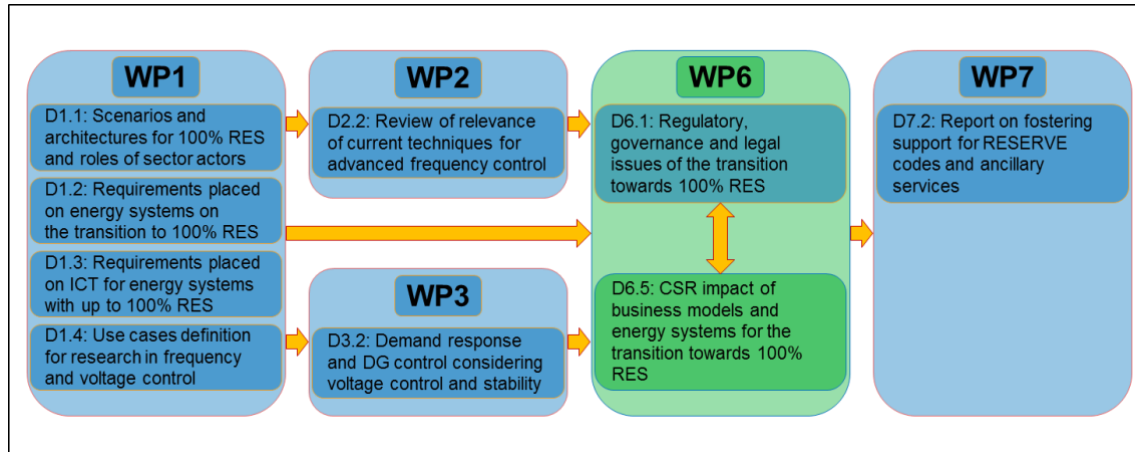 WP1
D1.1: Scenarios and
architectures for 100% RES
and roles of sector actors
D1.2: Requirements placed
on energy systems on
the transition to 100% RES
D1.3: Requirements placed
on ICT for energy systems
with up to 100% RES
D1.4: Use cases definition
for research in frequency
and voltage control
WP2
D2.2: Review of relevance
of current techniques for
advanced frequency control
WP3
D3.2: Demand response
and DG control considering
voltage control and stability
WP6
D6.1: Regulatory,
governance and legal
issues of the transition
towards 100% RES
D6.5: CSR impact of
business models and
energy systems for the
transition towards 100%
RES
WP7
D7.2: Report on fostering
support for RESERVE
codes and ancillary
services